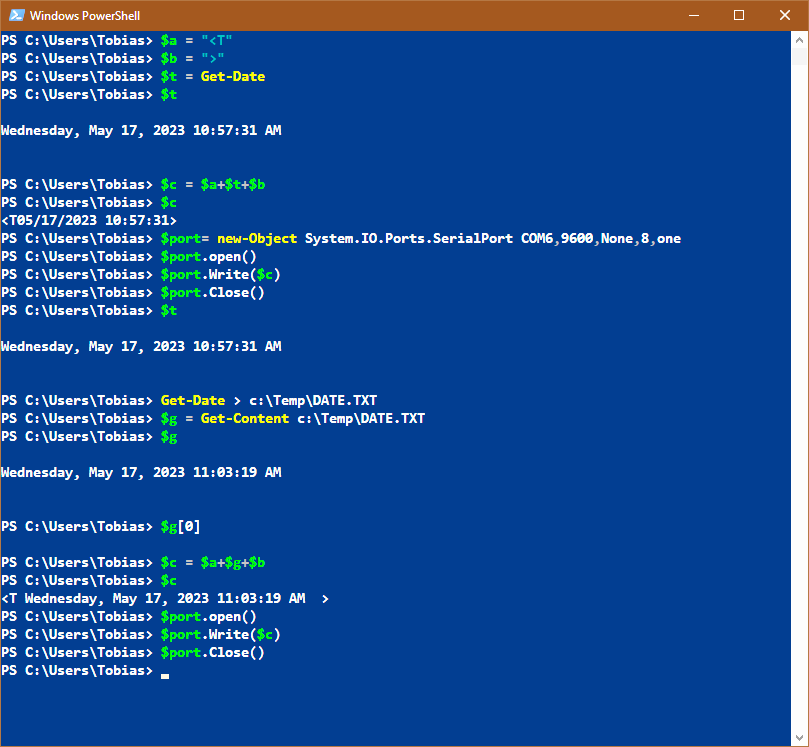 Windows PowerShell
PS C:\Users\Tobias> $a = "<T"
PS C:\Users\Tobias> $b = ">"
PS C:\Users\Tobias> $t = Get-Date
PS C:\Users\Tobias> $t
Wednesday, May 17, 2023 10:57:31 AM
PS C:\Users\Tobias> $c = $a+$t+$b
PS C:\Users\Tobias> $c
<T05/17/2023 10:57:31>
PS C:\Users\Tobias> $port= new-Object System.IO.Ports.SerialPort COM6,9600,None,8,one
PS C:\Users\Tobias> $port.open()
PS C:\Users\Tobias> $port.Write($c)
PS C:\Users\Tobias> $port.Close()
PS C:\Users\Tobias> $t
Wednesday, May 17, 2023 10:57:31 AM
PS C:\Users\Tobias> Get-Date > c:\Temp\DATE.TXT
PS C:\Users\Tobias> $g = Get-Content c:\Temp\DATE.TXT
PS C:\Users\Tobias> $g
Wednesday, May 17, 2023 11:03:19 AM
PS C:\Users\Tobias> $g[0]
PS C:\Users\Tobias> $c = $a+$g+$b
PS C:\Users\Tobias> $c
<T Wednesday, May 17, 2023 11:03:19 AM  >
PS C:\Users\Tobias> $port.open()
PS C:\Users\Tobias> $port.Write($c)
PS C:\Users\Tobias> $port.Close()
PS C:\Users\Tobias>